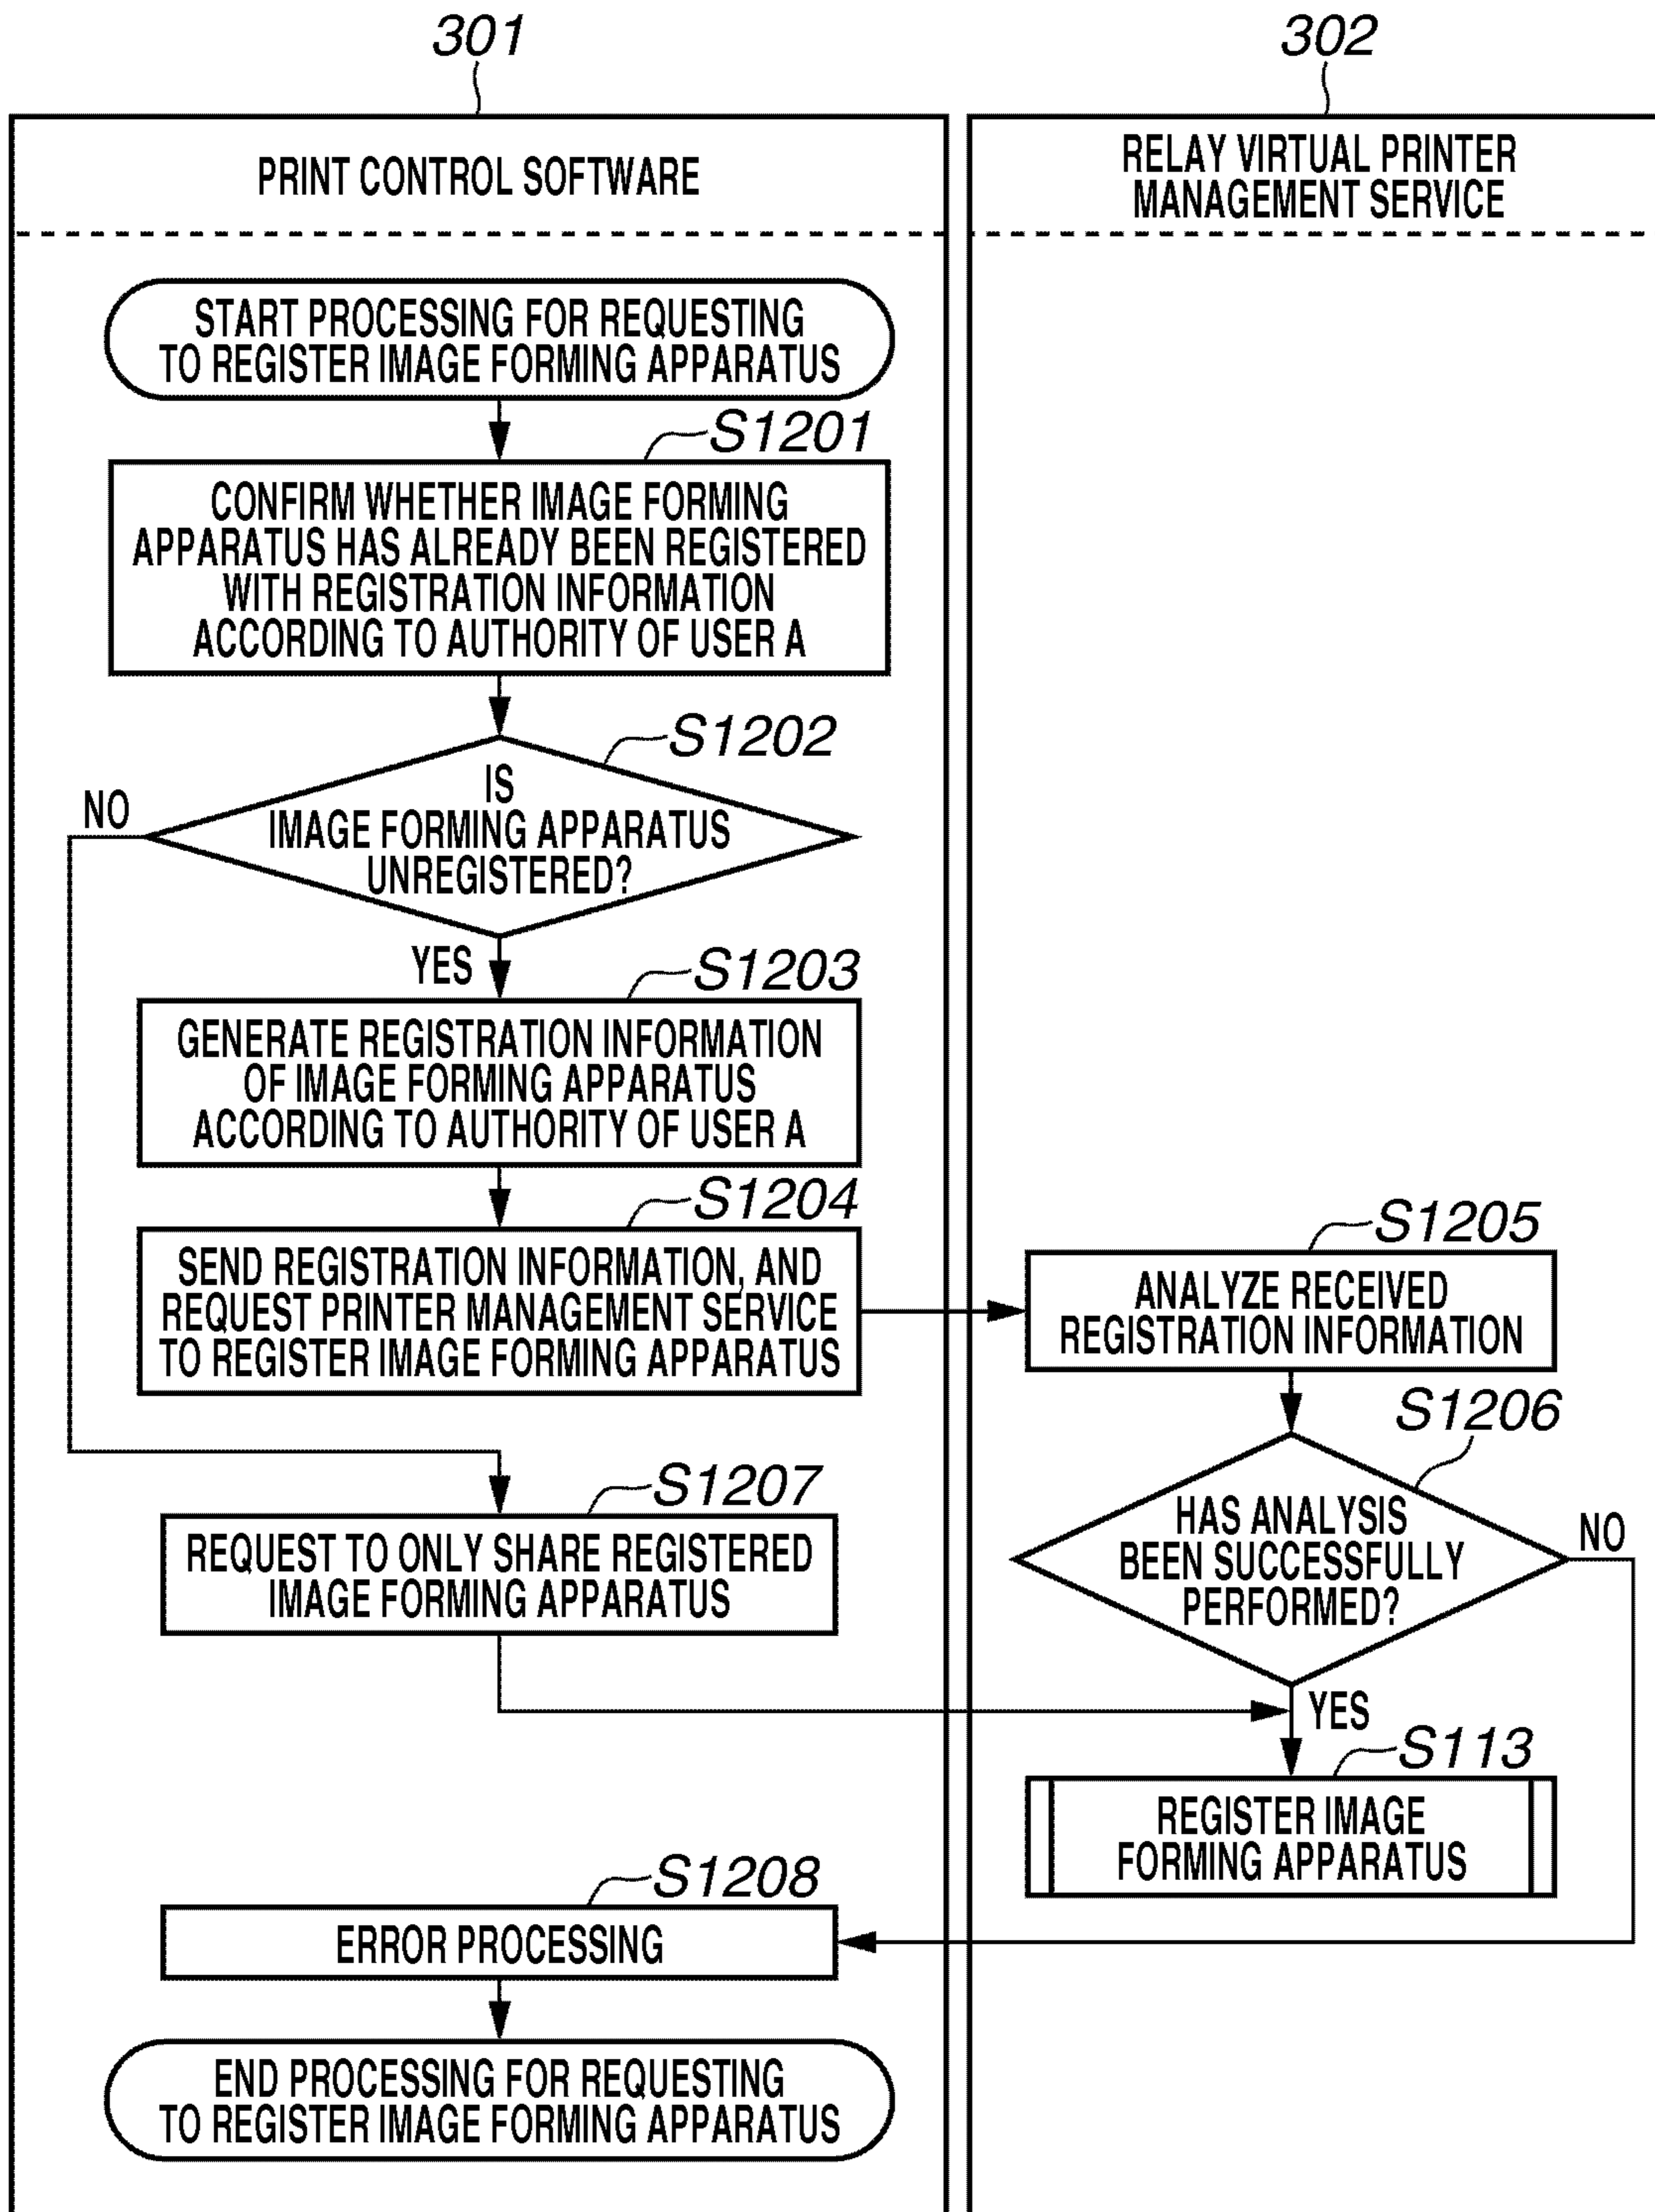 301
302
PRINT CONTROL SOFTWARE
RELAY VIRTUAL PRINTER
MANAGEMENT SERVICE
START PROCESSING FOR REQUESTING
TO REGISTER IMAGE FORMING APPARATUS
S1201
CONFIRM WHETHER IMAGE FORMING
APPARATUS HAS ALREADY BEEN REGISTERED
WITH REGISTRATION INFORMATION
ACCORDING TO AUTHORITY OF USER A
S1202
IS
IMAGE FORMING APPARATUS
UNREGISTERED?
NO
YES
S1203
GENERATE REGISTRATION INFORMATION
OF IMAGE FORMING APPARATUS
ACCORDING TO AUTHORITY OF USER A
S1204
SEND REGISTRATION INFORMATION, AND
REQUEST PRINTER MANAGEMENT SERVICE
TO REGISTER IMAGE FORMING APPARATUS
S1205
ANALYZE RECEIVED
REGISTRATION INFORMATION
S1206
HAS ANALYSIS
BEEN SUCCESSFULLY
PERFORMED?
NO
YES
S1207
REQUEST TO ONLY SHARE REGISTERED
IMAGE FORMING APPARATUS
S113
REGISTER IMAGE
FORMING APPARATUS
S1208
ERROR PROCESSING
END PROCESSING FOR REQUESTING
TO REGISTER IMAGE FORMING APPARATUS